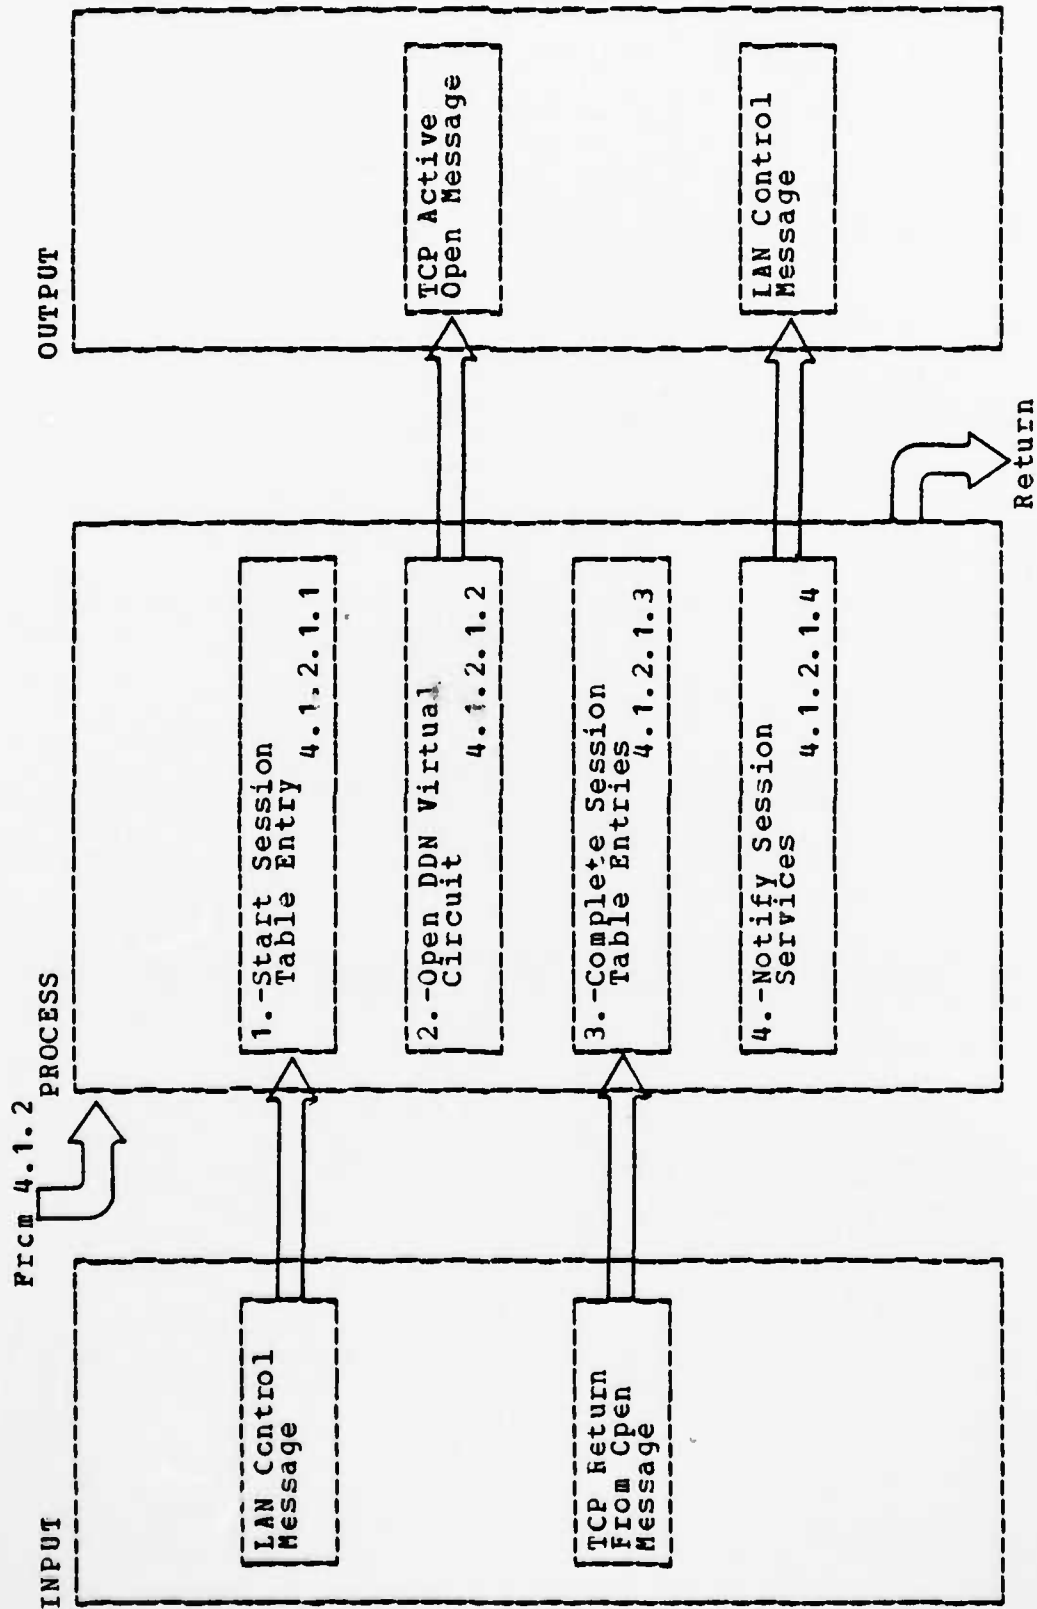 From 4.1.2
INPUT
PROCESS
OUTPUT
LAN Control
Message
TCP Return
From Open
Message
1.-Start Session
Table Entry
4.1.2.1.1
2.-Open DDN Virtual
Circuit
4.1.2.1.2
3.-Complete Session
Table Entries
4.1.2.1.3
4.-Notify Session
Services
4.1.2.1.4
TCP Active
Open Message
LAN Control
Message
Return